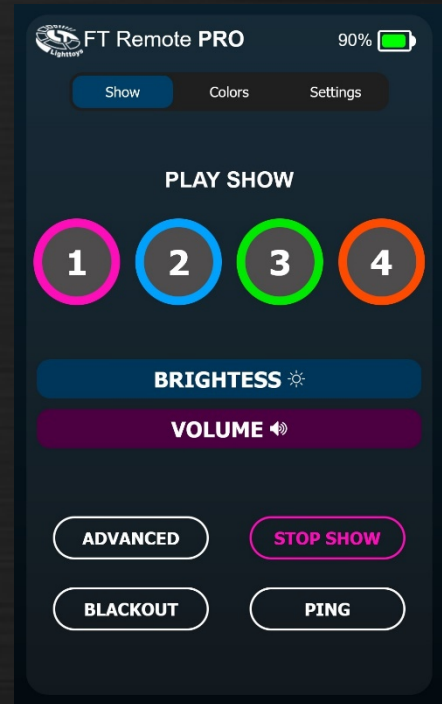 FT Remote PRO 90%
Lighttoys
Show Colors Settings
PLAY SHOW
1 2 3 4
BRIGHTESS
VOLUME
ADVANCED STOP SHOW
BLACKOUT PING